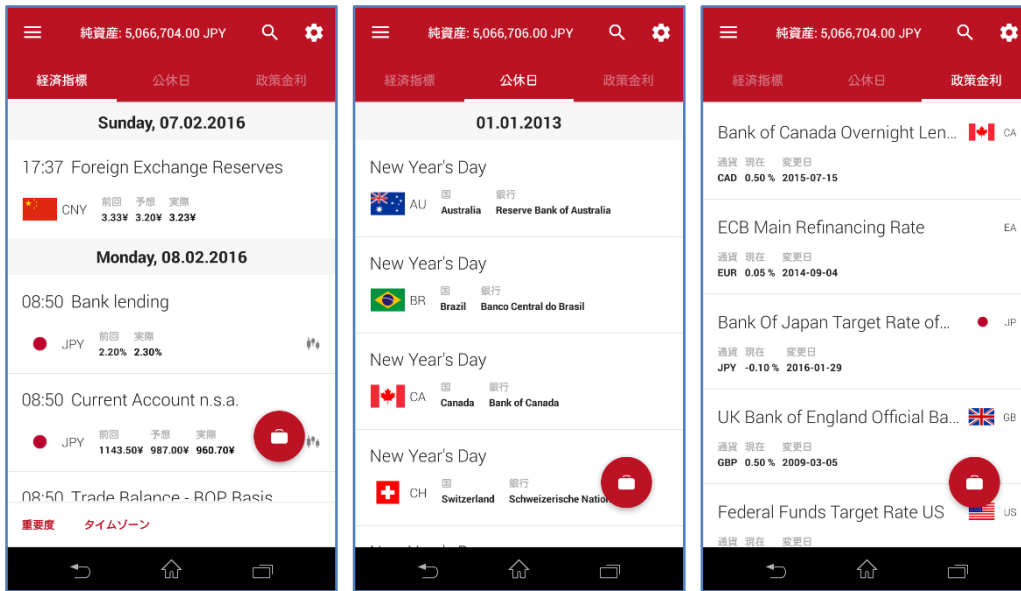 純資産: 5,066,704.00 JPY
経済指標 公休日 政策金利
Sunday, 07.02.2016
17:37 Foreign Exchange Reserves
CNY 前回 予想 実際
3.33¥ 3.20¥ 3.23¥
Monday, 08.02.2016
08:50 Bank lending
JPY 前回 実際
2.20% 2.30%
08:50 Current Account n.s.a.
JPY 前回 予想 実際
1143.50¥ 987.00¥ 960.70¥
08:50 Trade Balance - BOP Basis
重要度 タイムゾーン
純資産: 5,066,706.00 JPY
経済指標 公休日 政策金利
01.01.2013
New Year's Day
AU 国 銀行
Australia Reserve Bank of Australia
New Year's Day
BR 国 銀行
Brazil Banco Central do Brasil
New Year's Day
CA 国 銀行
Canada Bank of Canada
New Year's Day
CH 国 銀行
Switzerland Schweizerische Natio
純資産: 5,066,704.00 JPY
経済指標 公休日 政策金利
Bank of Canada Overnight Len... CA
通貨 現在 変更日
CAD 0.50 % 2015-07-15
ECB Main Refinancing Rate EA
通貨 現在 変更日
EUR 0.05 % 2014-09-04
Bank Of Japan Target Rate of... JP
通貨 現在 変更日
JPY -0.10 % 2016-01-29
UK Bank of England Official Ba... GB
通貨 現在 変更日
GBP 0.50 % 2009-03-05
Federal Funds Target Rate US US
通貨 現在 変更日